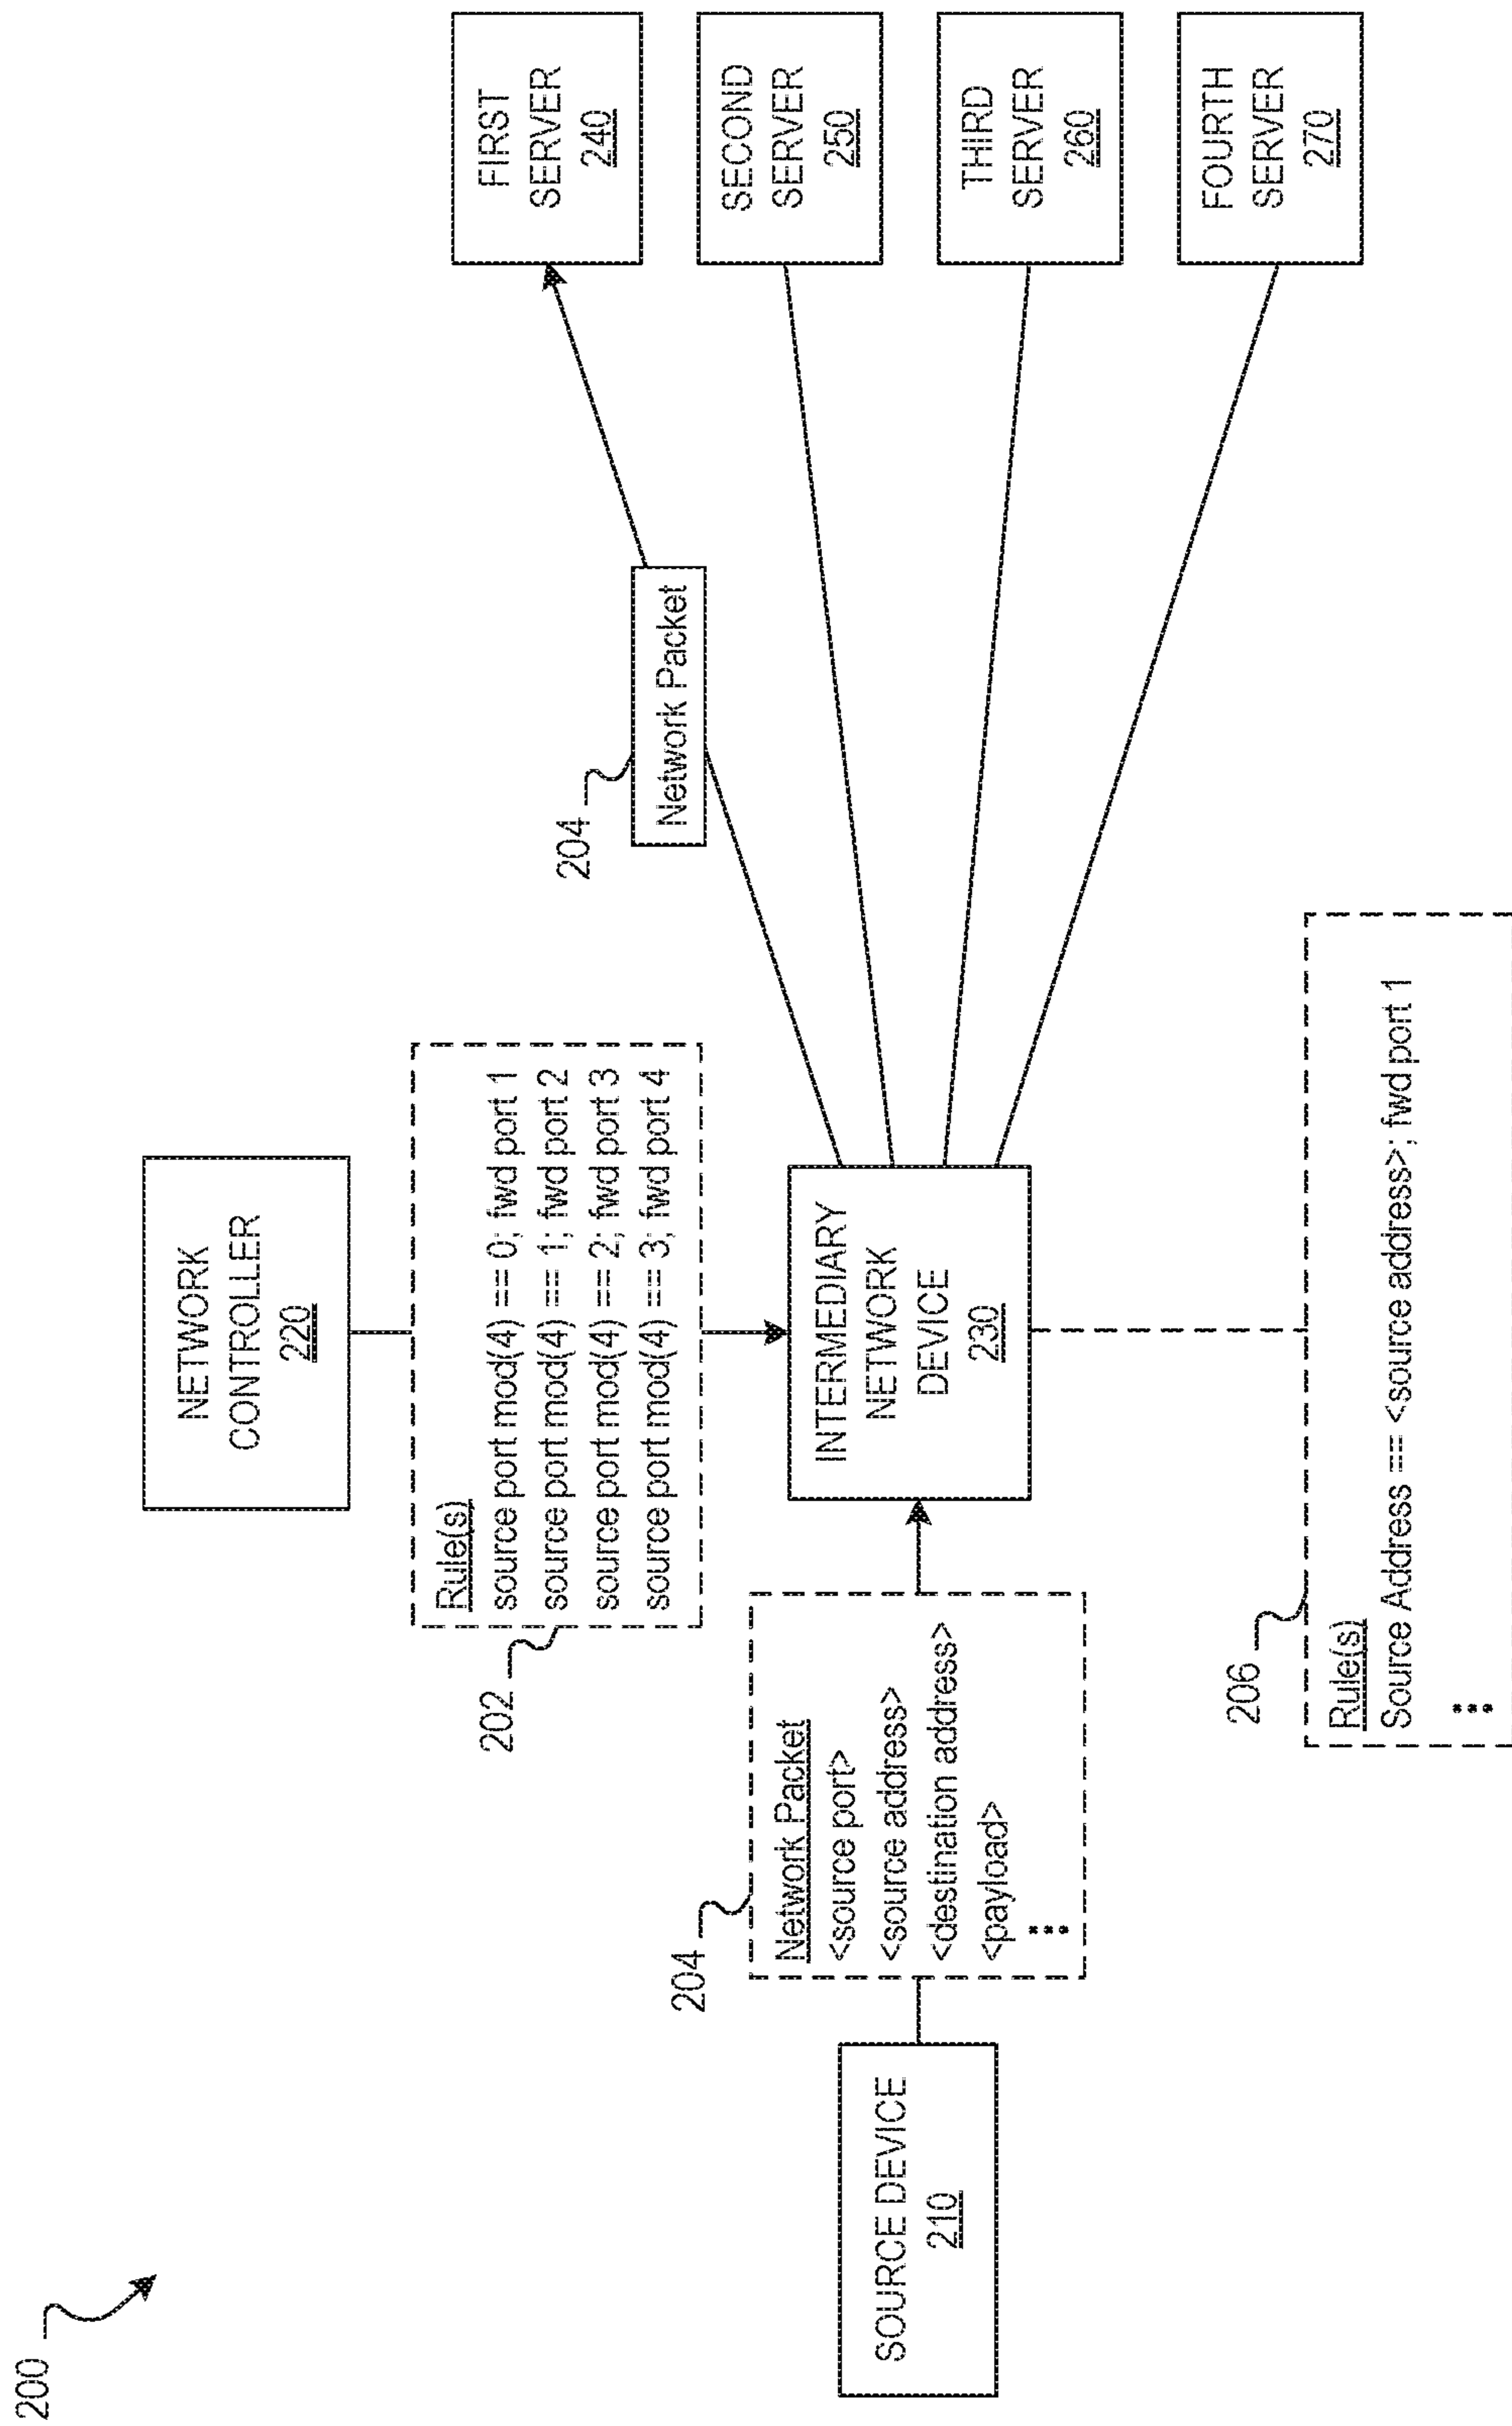 200
NETWORK
CONTROLLER
220
202
Rule(s)
source port mod(4) == 0; fwd port 1
source port mod(4) == 1; fwd port 2
source port mod(4) == 2; fwd port 3
source port mod(4) == 3; fwd port 4
204
Network Packet
FIRST
SERVER
240
SECOND
SERVER
250
THIRD
SERVER
260
FOURTH
SERVER
270
SOURCE DEVICE
210
204
Network Packet
<source port>
<source address>
<destination address>
<payload>
INTERMEDIARY
NETWORK
DEVICE
230
206
Rule(s)
Source Address == <source address>; fwd port 1